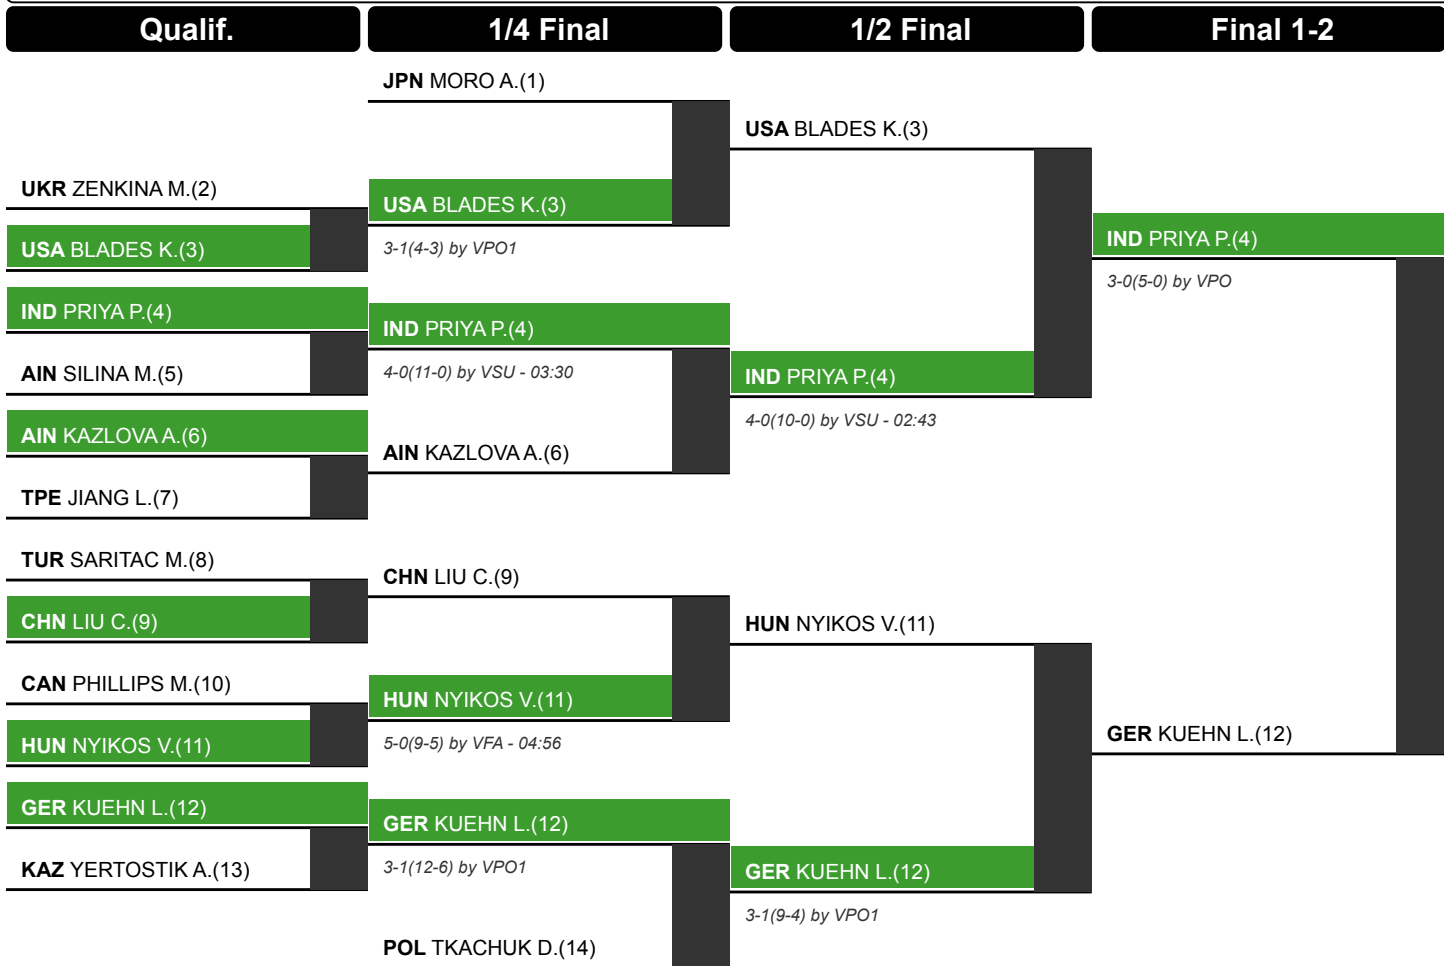 Qualif.
1/4 Final
1/2 Final
Final 1-2
JPN MORO A.(1)
USA BLADES K.(3)
UKR ZENKINA M.(2)
USA BLADES K.(3)
IND PRIYA P.(4)
USA BLADES K.(3)
3-1(4-3) by VPO1
3-0(5-0) by VPO
IND PRIYA P.(4)
IND PRIYA P.(4)
AIN SILINA M.(5)
4-0(11-0) by VSU - 03:30
IND PRIYA P.(4)
4-0(10-0) by VSU - 02:43
AIN KAZLOVA A.(6)
AIN KAZLOVA A.(6)
TPE JIANG L.(7)
TUR SARITAC M.(8)
CHN LIU C.(9)
CHN LIU C.(9)
HUN NYIKOS V.(11)
CAN PHILLIPS M.(10)
HUN NYIKOS V.(11)
GER KUEHN L.(12)
HUN NYIKOS V.(11)
5-0(9-5) by VFA - 04:56
GER KUEHN L.(12)
GER KUEHN L.(12)
KAZ YERTOSTIK A.(13)
3-1(12-6) by VPO1
GER KUEHN L.(12)
3-1(9-4) by VPO1
POL TKACHUK D.(14)